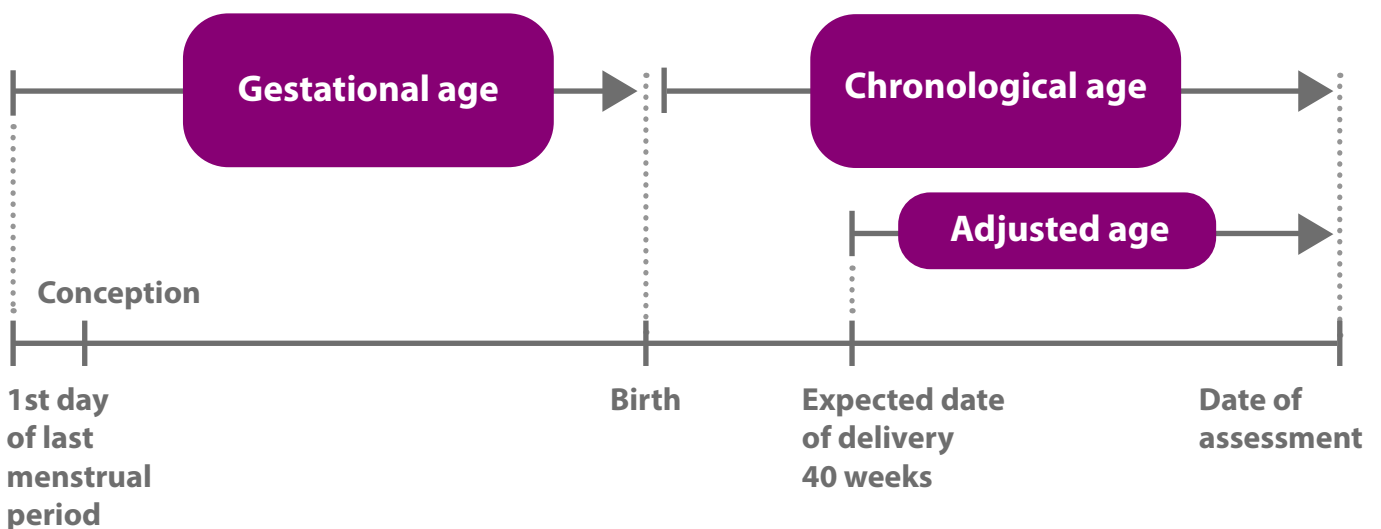 Gestational age
Chronological age
Adjusted age
Conception
1st day
of last
menstrual
period
Birth
Expected date
of delivery
40 weeks
Date of
assessment